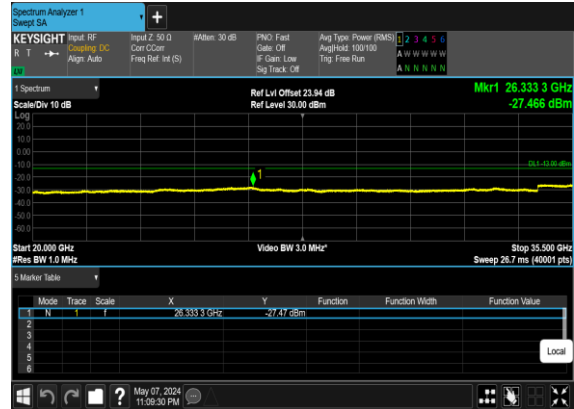 Spectrum Analyzer 1
Swept SA
+
KEYSIGHT Input: RF
R T Coupling: DC
Align: Auto
LM
Input Z: 50 Ω
Corr CCorr
Freq Ref: Int (S)
#Atten: 30 dB
PNO: Fast
Gate: Off
IF Gain: Low
Sig Track: Off
Avg Type: Power (RMS)
Avg|Hold: 100/100
Trig: Free Run
1 2 3 4 5 6
A W W W W W
A N N N N N
1 Spectrum
Scale/Div 10 dB
Ref Lvl Offset 23.94 dB
Ref Level 30.00 dBm
Mkr1 26.333 3 GHz
-27.466 dBm
Log
20.0
10.0
0.00
-10.0
-20.0
-30.0
-40.0
-50.0
-60.0
DL1 -13.00 dBm
1
Start 20.000 GHz
#Res BW 1.0 MHz
Video BW 3.0 MHz*
Stop 35.500 GHz
Sweep 26.7 ms (40001 pts)
5 Marker Table
Mode Trace Scale X Y Function Function Width Function Value
1 N 1 f 26.333 3 GHz -27.47 dBm
2
3
4
5
6
Local
? May 07, 2024
11:09:30 PM